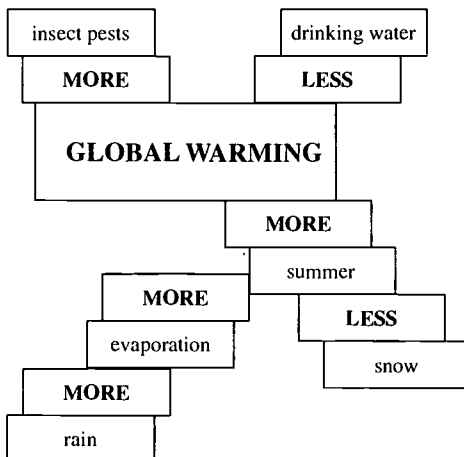 insect pests
drinking water
MORE
LESS
GLOBAL WARMING
MORE
summer
MORE
LESS
evaporation
snow
MORE
rain